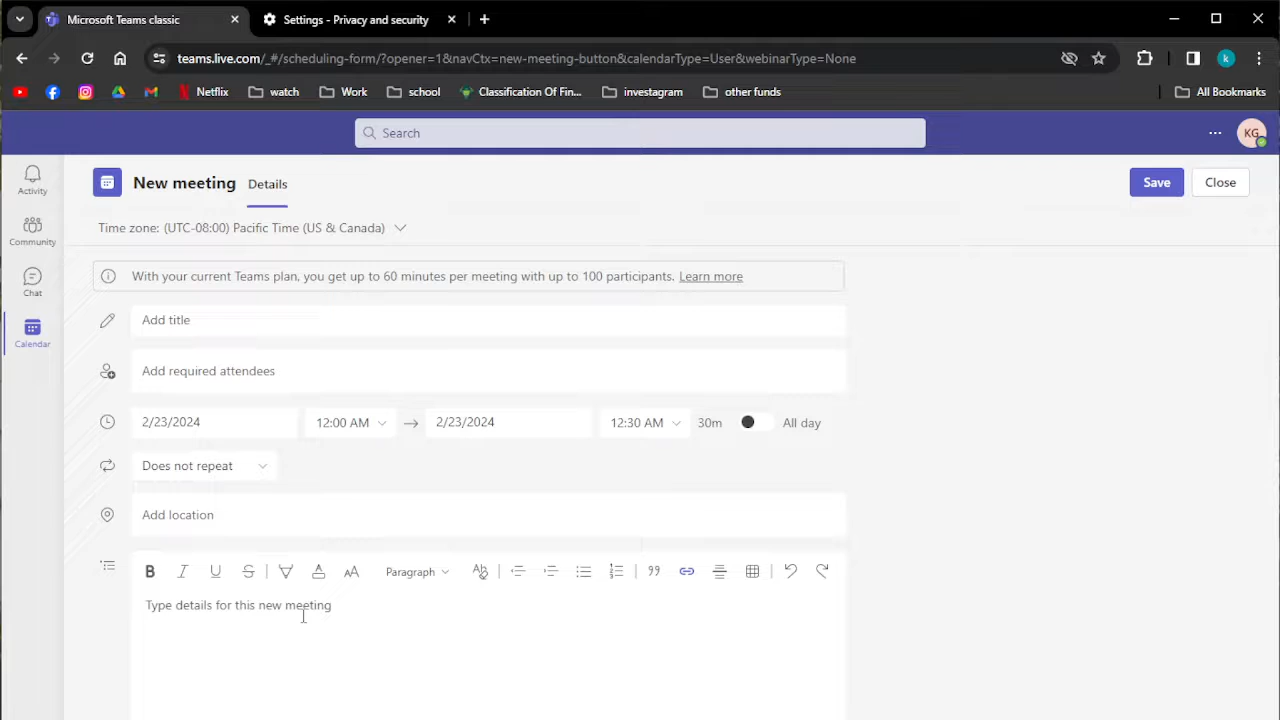 Microsoft Teams classic
Settings - Privacy and security
teams.live.com/_#/scheduling-form/?opener=1&navCtx=new-meeting-button&calendarType=User&webinarType=None
k
Netflix
watch
Work
school
Classification Of Fin...
investagram
other funds
All Bookmarks
Search
KG
Activity
Community
Chat
Calendar
New meeting
Details
Save
Close
Time zone: (UTC-08:00) Pacific Time (US & Canada)
With your current Teams plan, you get up to 60 minutes per meeting with up to 100 participants. Learn more
Add title
Add required attendees
2/23/2024
12:00 AM
2/23/2024
12:30 AM
30m
All day
Does not repeat
Add location
B I U S A AA Paragraph Ab
Type details for this new meeting